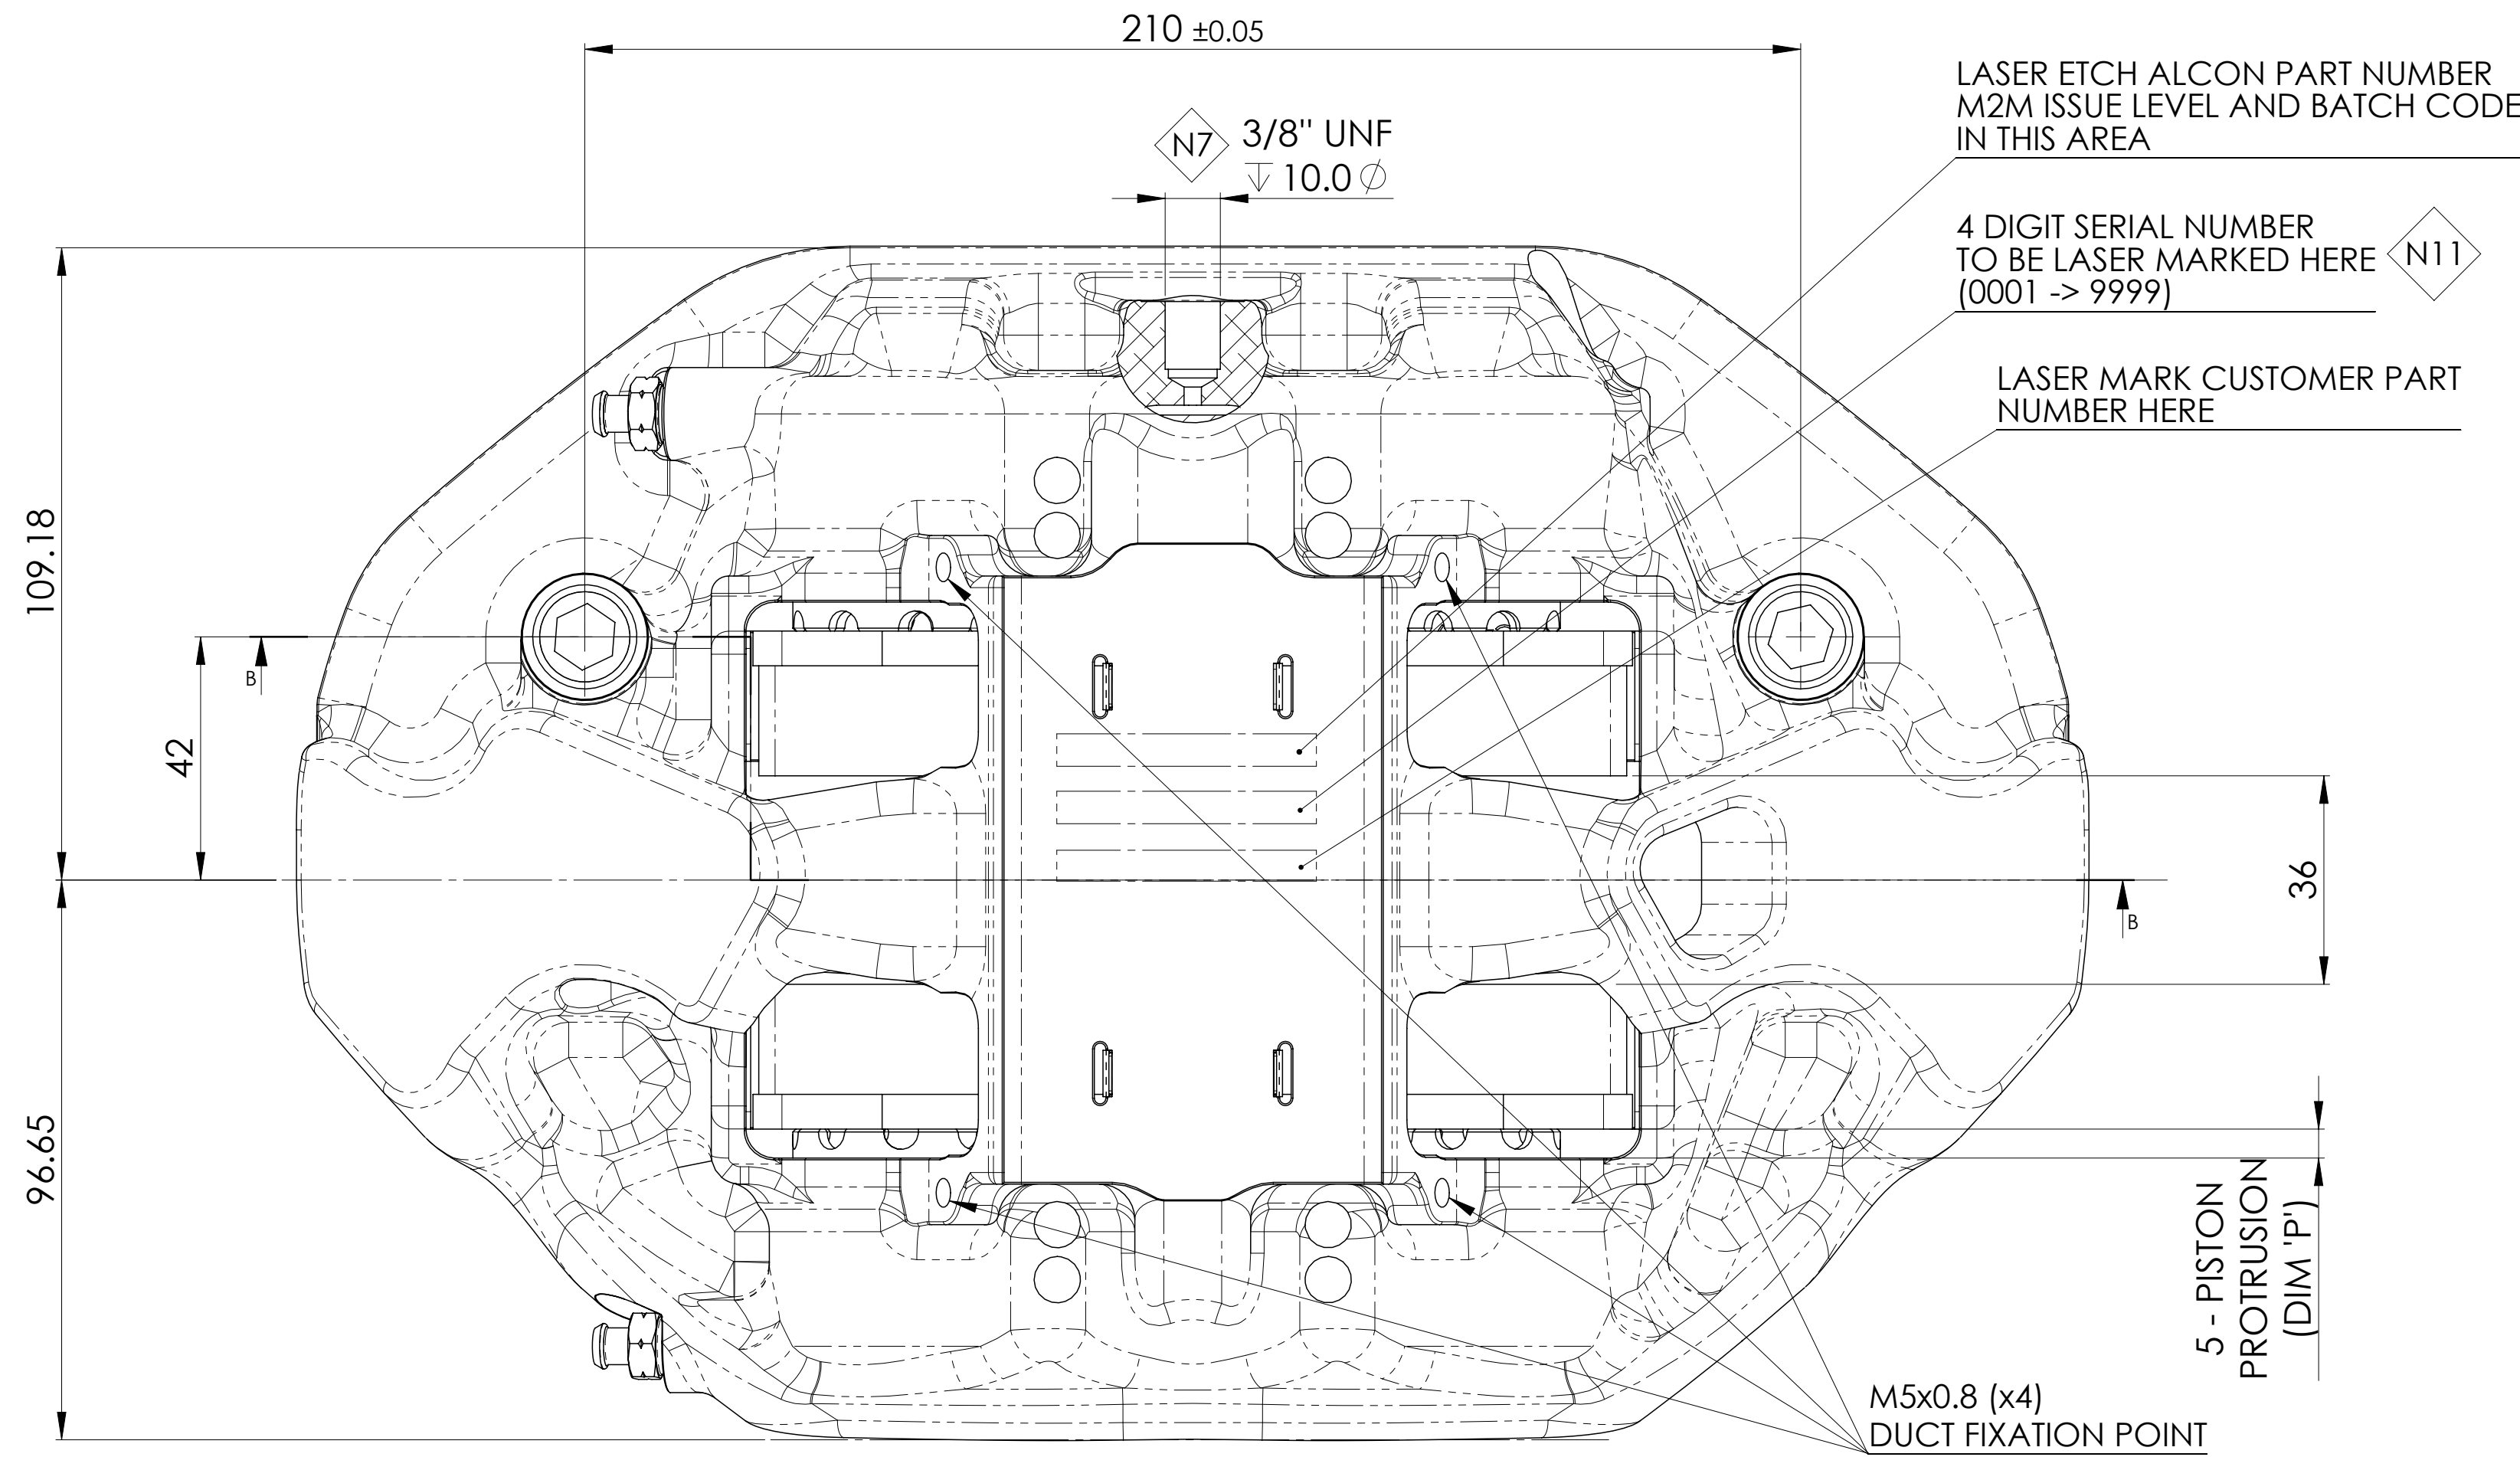 210 ±0.05
LASER ETCH ALCON PART NUMBER
M2M ISSUE LEVEL AND BATCH CODE
IN THIS AREA
N7
3/8" UNF
↧ 10.0 ⌀
4 DIGIT SERIAL NUMBER
TO BE LASER MARKED HERE
(0001 -> 9999)
N11
LASER MARK CUSTOMER PART
NUMBER HERE
109.18
B
42
36
B
96.65
5 - PISTON
PROTRUSION
(DIM 'P')
M5x0.8 (x4)
DUCT FIXATION POINT